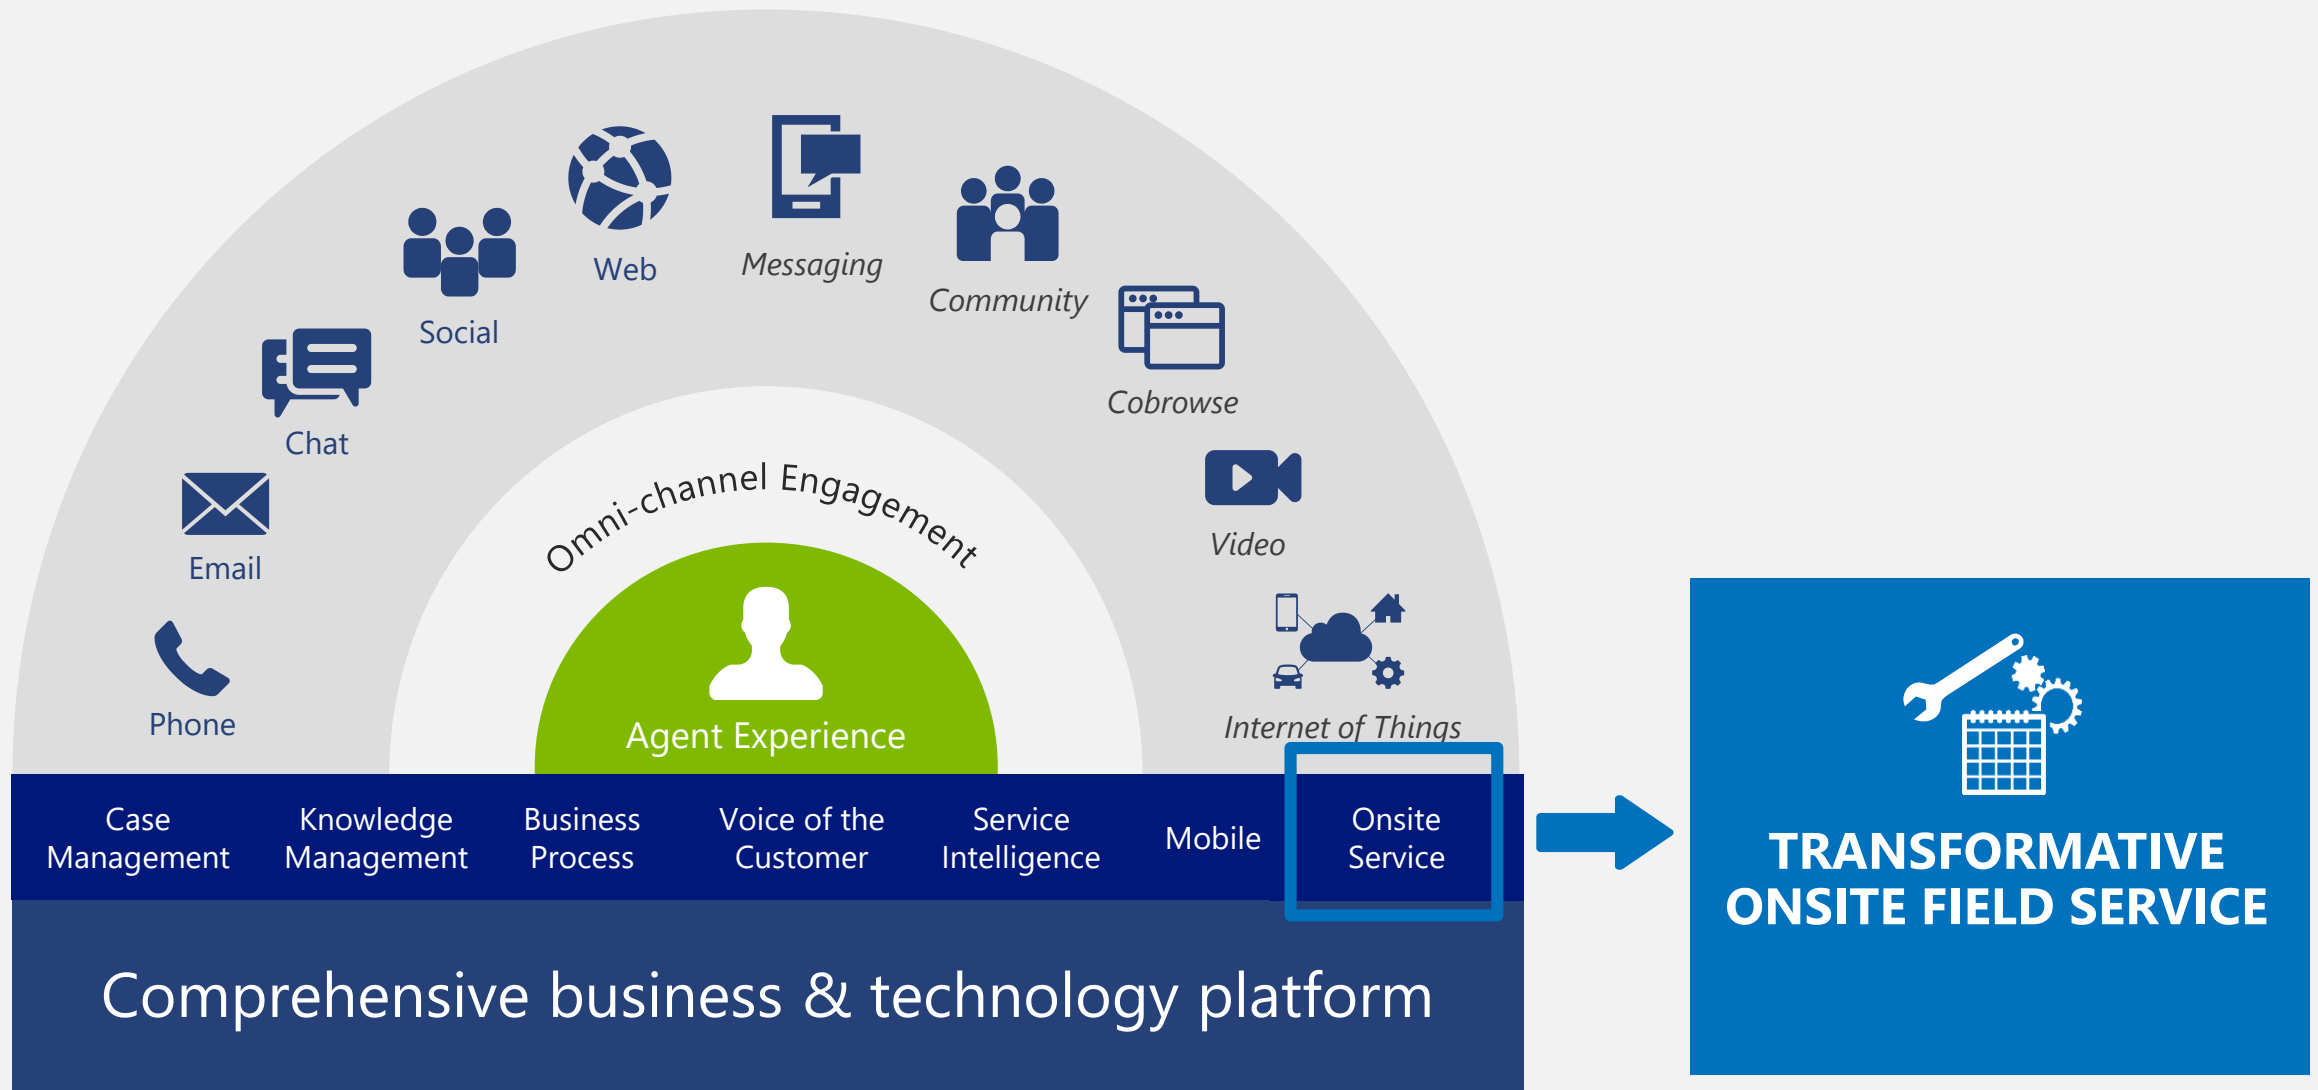 Web
Messaging
Community
Social
Cobrowse
Chat
Omni-channel Engagement
Video
Email
Phone
Agent Experience
Internet of Things
Case
Management
Knowledge
Management
Business
Process
Voice of the
Customer
Service
Intelligence
Mobile
Onsite
Service
TRANSFORMATIVE
ONSITE FIELD SERVICE
Comprehensive business & technology platform